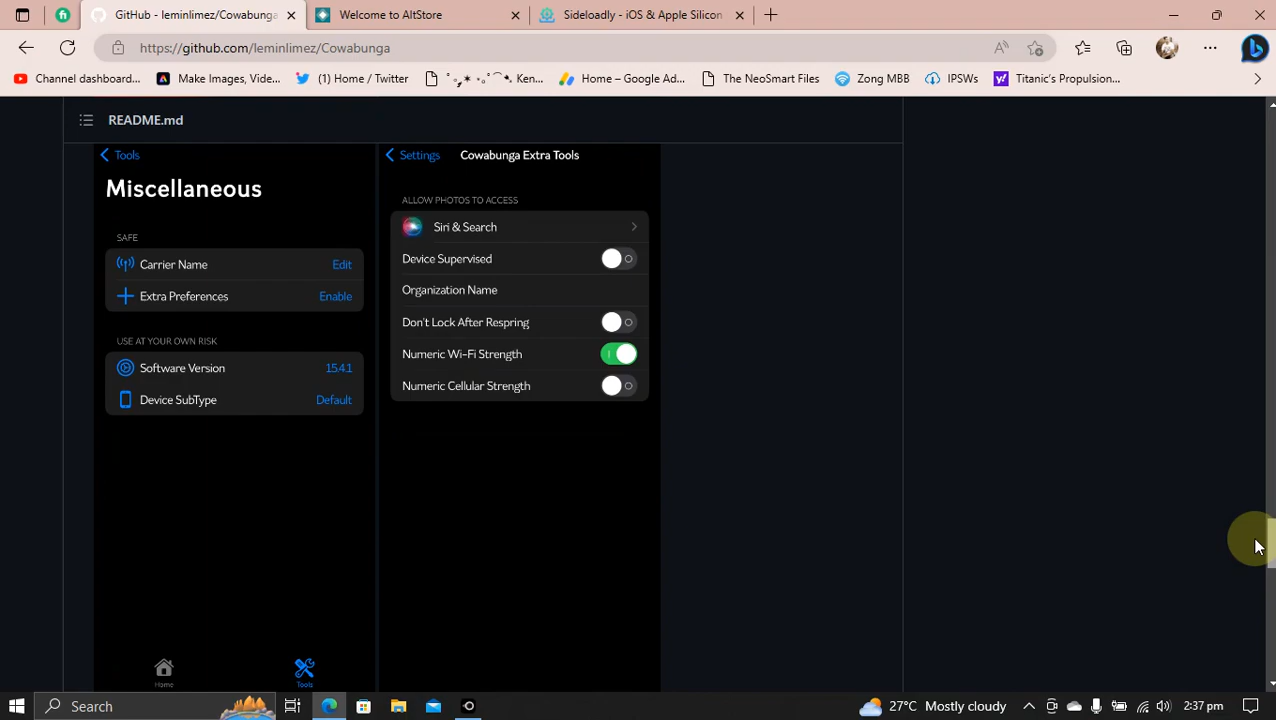 GitHub - leminlimez/Cowabunga
Welcome to AltStore
Sideloadly - iOS & Apple Silicon
https://github.com/leminlimez/Cowabunga
Channel dashboard...
Make Images, Vide...
(1) Home / Twitter
Ken...
Home – Google Ad...
The NeoSmart Files
Zong MBB
IPSWs
Titanic's Propulsion...
README.md
Tools
Miscellaneous
SAFE
Carrier Name Edit
Extra Preferences Enable
USE AT YOUR OWN RISK
Software Version 15.4.1
Device SubType Default
Home Tools
Settings Cowabunga Extra Tools
ALLOW PHOTOS TO ACCESS
Siri & Search
Device Supervised
Organization Name
Don't Lock After Respring
Numeric Wi-Fi Strength
Numeric Cellular Strength
Search
27°C Mostly cloudy
2:37 pm